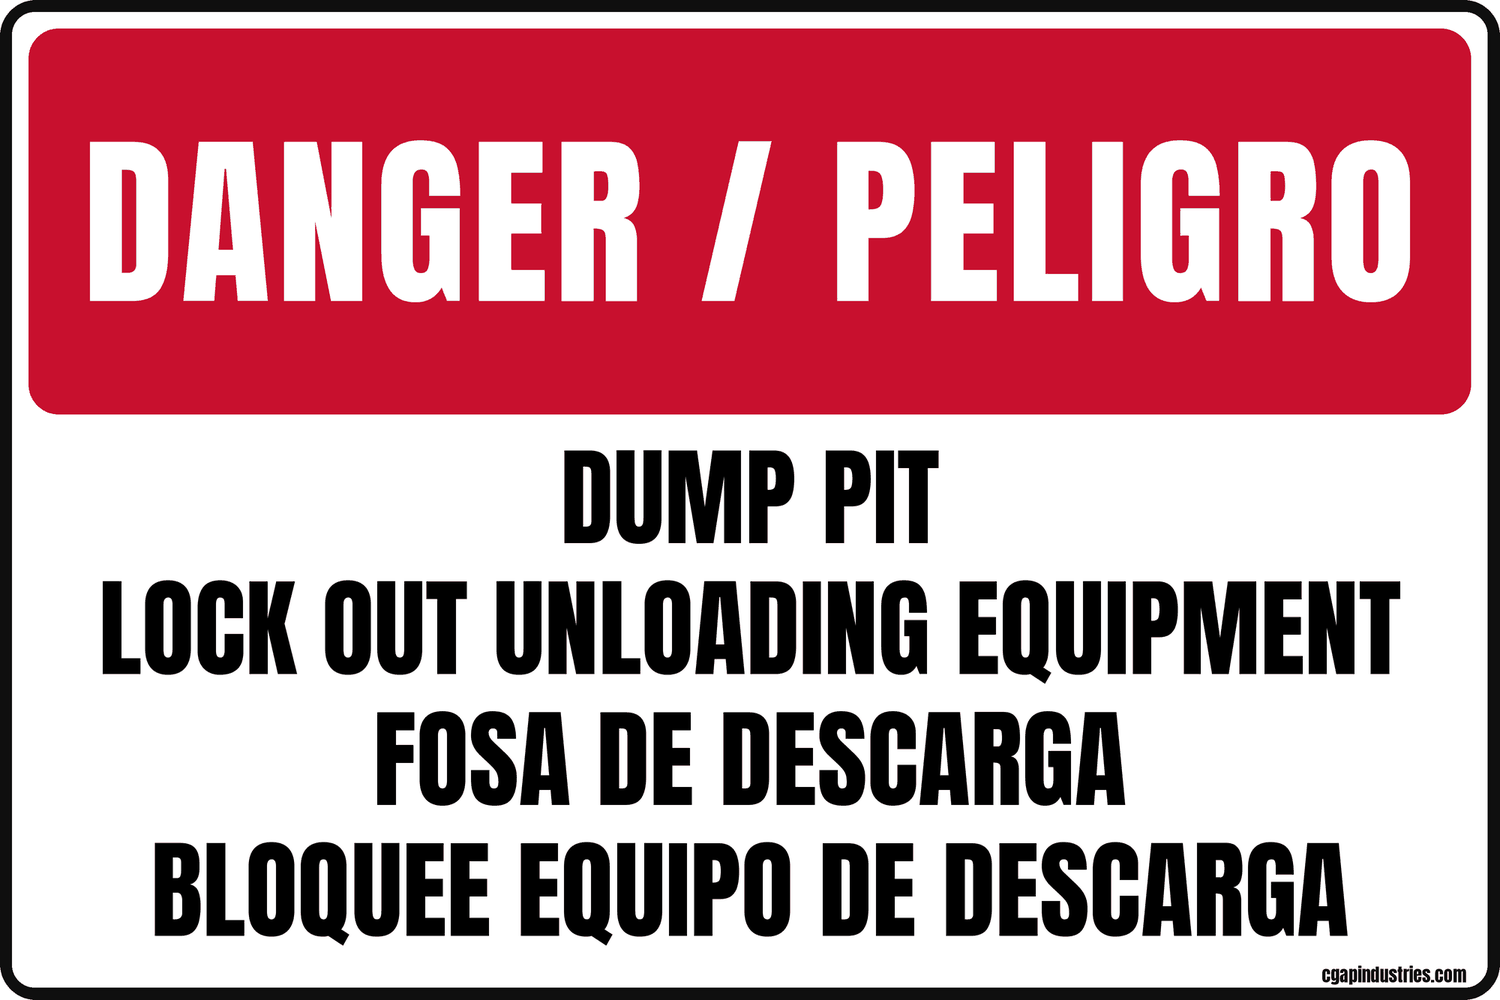 DANGER / PELIGRO
DUMP PIT
LOCK OUT UNLOADING EQUIPMENT
FOSA DE DESCARGA
BLOQUEE EQUIPO DE DESCARGA
cgapindustries.com